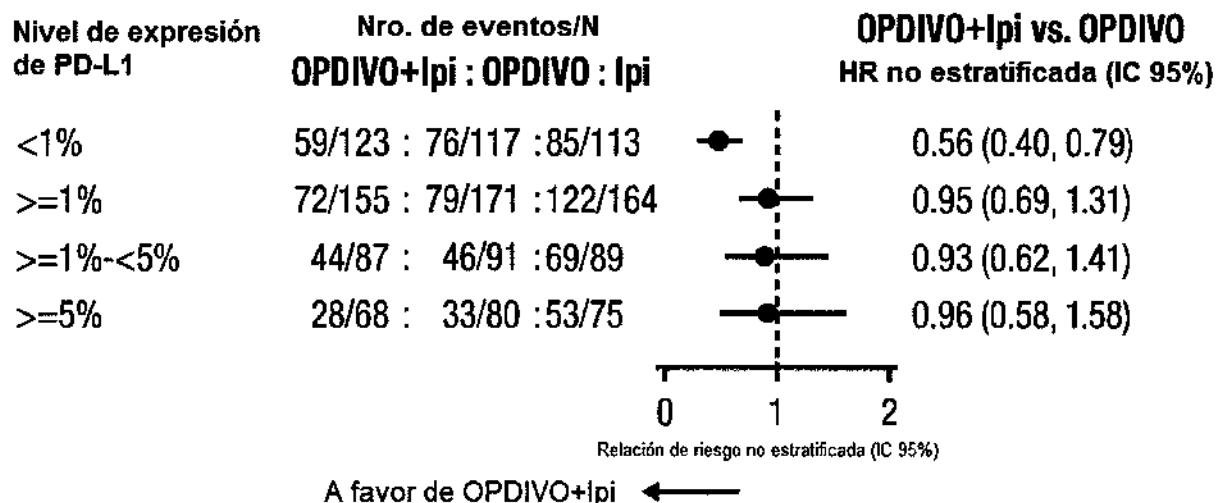 Nivel de expresión de PD-L1
Nro. de eventos/N
OPDIVO+Ipi : OPDIVO : Ipi
OPDIVO+Ipi vs. OPDIVO
HR no estratificada (IC 95%)
<1% 59/123 : 76/117 :85/113 0.56 (0.40, 0.79)
>=1% 72/155 : 79/171 :122/164 0.95 (0.69, 1.31)
>=1%-<5% 44/87 : 46/91 :69/89 0.93 (0.62, 1.41)
>=5% 28/68 : 33/80 :53/75 0.96 (0.58, 1.58)
0 1 2
Relación de riesgo no estratificada (IC 95%)
A favor de OPDIVO+Ipi